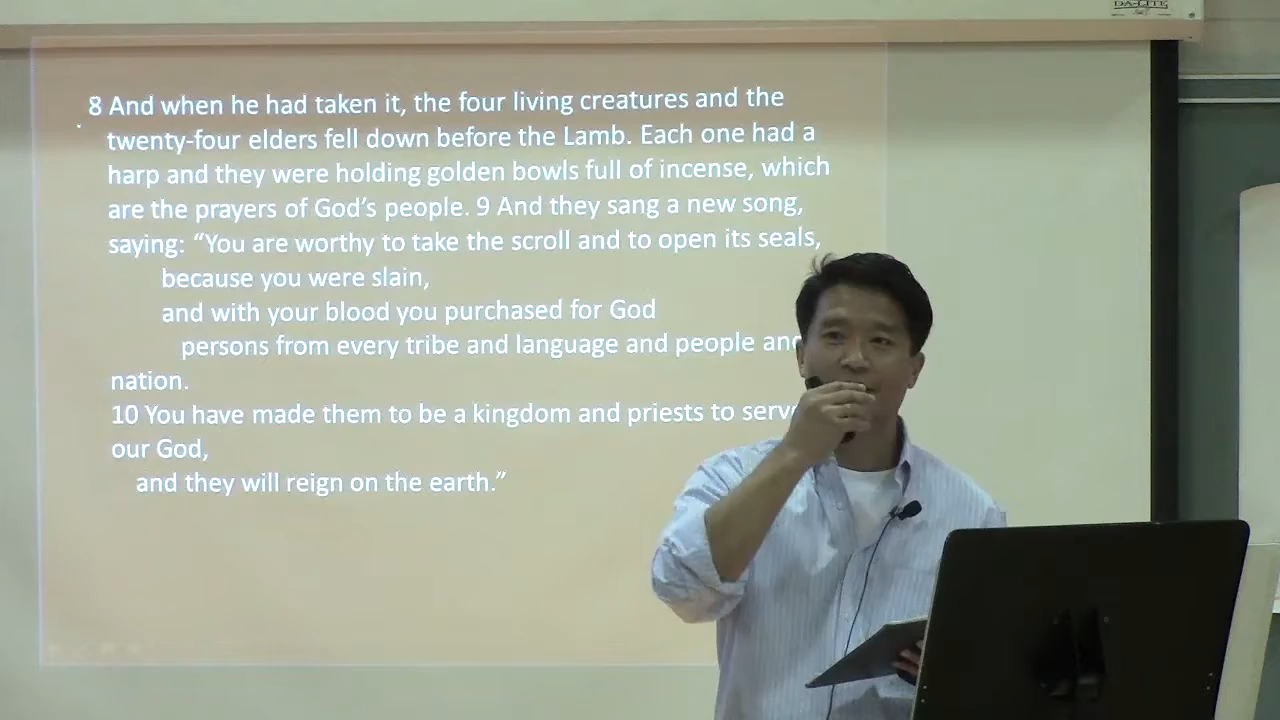 DA-LITE
8 And when he had taken it, the four living creatures and the
twenty-four elders fell down before the Lamb. Each one had a
harp and they were holding golden bowls full of incense, which
are the prayers of God’s people. 9 And they sang a new song,
saying: “You are worthy to take the scroll and to open its seals,
because you were slain,
and with your blood you purchased for God
persons from every tribe and language and people and
nation.
10 You have made them to be a kingdom and priests to serve
our God,
and they will reign on the earth.”